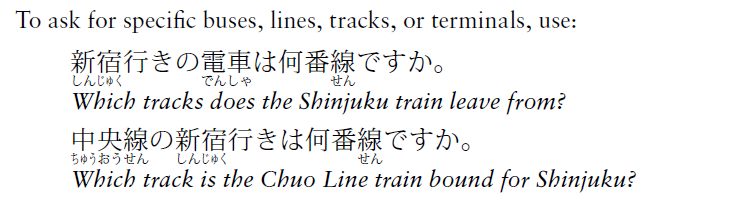 To ask for specific buses, lines, tracks, or terminals, use:
新宿行きの電車は何番線ですか。
しんじゅく でんしゃ せん
Which tracks does the Shinjuku train leave from?
中央線の新宿行きは何番線ですか。
ちゅうおうせん しんじゅく せん
Which track is the Chuo Line train bound for Shinjuku?